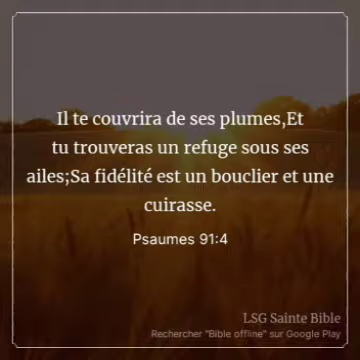 Il te couvrira de ses plumes,Et
tu trouveras un refuge sous ses
ailes;Sa fidélité est un bouclier et une
cuirasse.
Psaumes 91:4
LSG Sainte Bible
Rechercher "Bible offline" sur Google Play